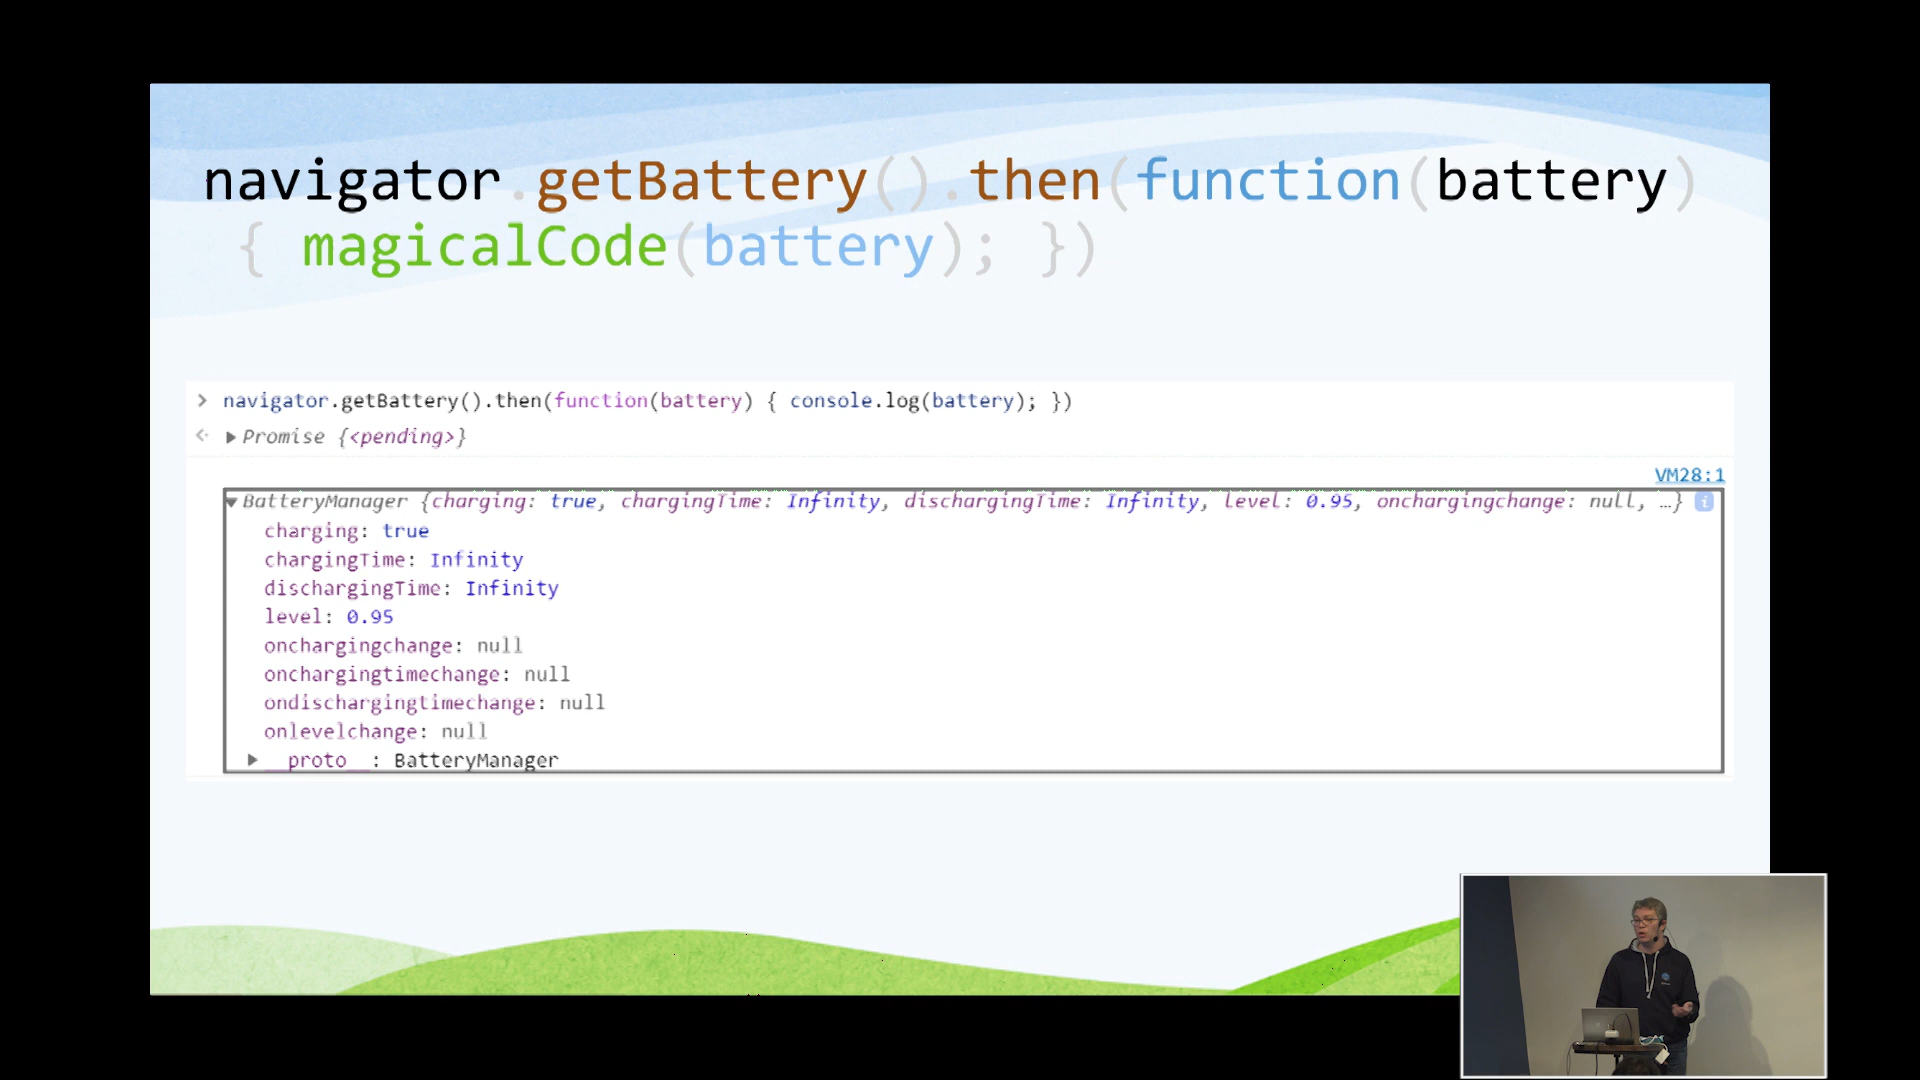 navigator.getBattery().then(function(battery)
{ magicalCode(battery); })
> navigator.getBattery().then(function(battery) { console.log(battery); })
Promise {<pending>}
VM28:1
BatteryManager {charging: true, chargingTime: Infinity, dischargingTime: Infinity, level: 0.95, onchargingchange: null, …} i
charging: true
chargingTime: Infinity
dischargingTime: Infinity
level: 0.95
onchargingchange: null
onchargingtimechange: null
ondischargingtimechange: null
onlevelchange: null
__proto__: BatteryManager